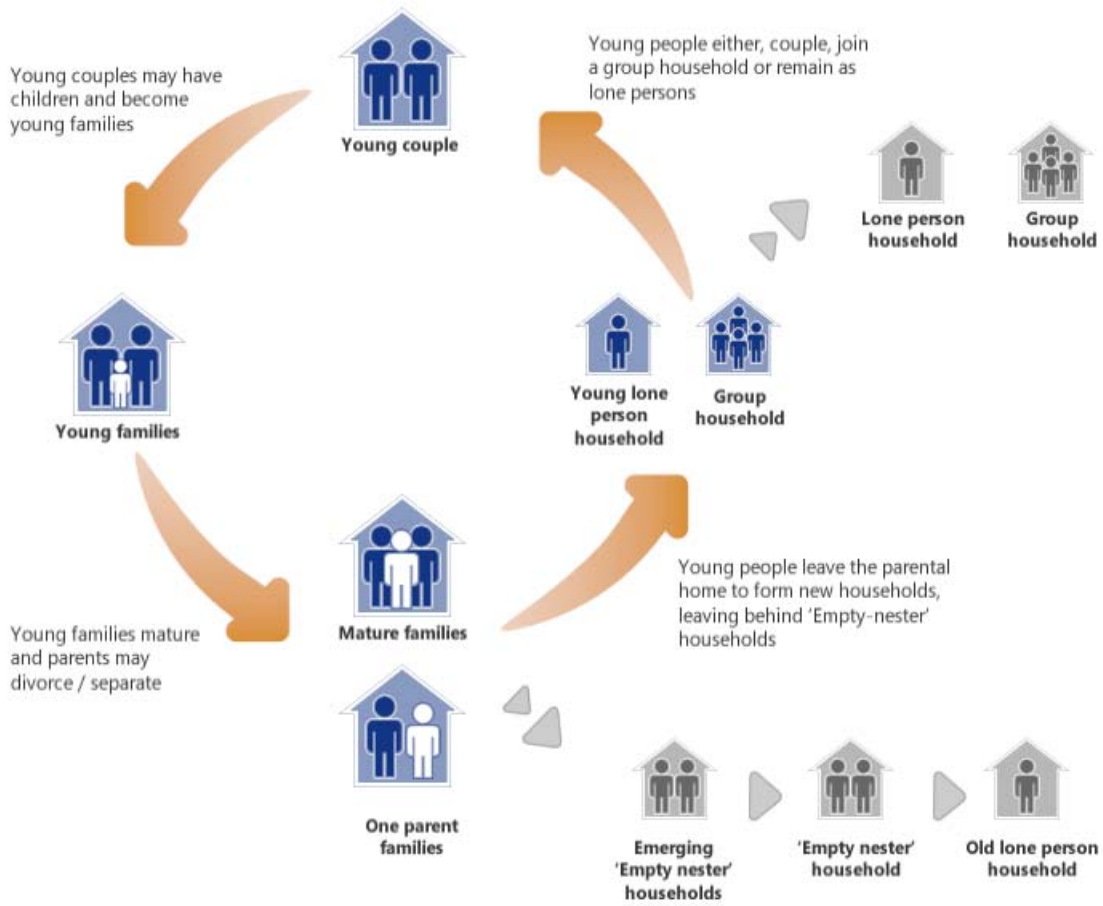 Young couples may have
children and become
young families
Young couple
Young people either, couple, join
a group household or remain as
lone persons
Lone person
household
Group
household
Young families
Young lone
person
household
Group
household
Young families mature
and parents may
divorce / separate
Mature families
Young people leave the parental
home to form new households,
leaving behind 'Empty-nester'
households
One parent
families
Emerging
'Empty nester'
households
'Empty nester'
household
Old lone person
household